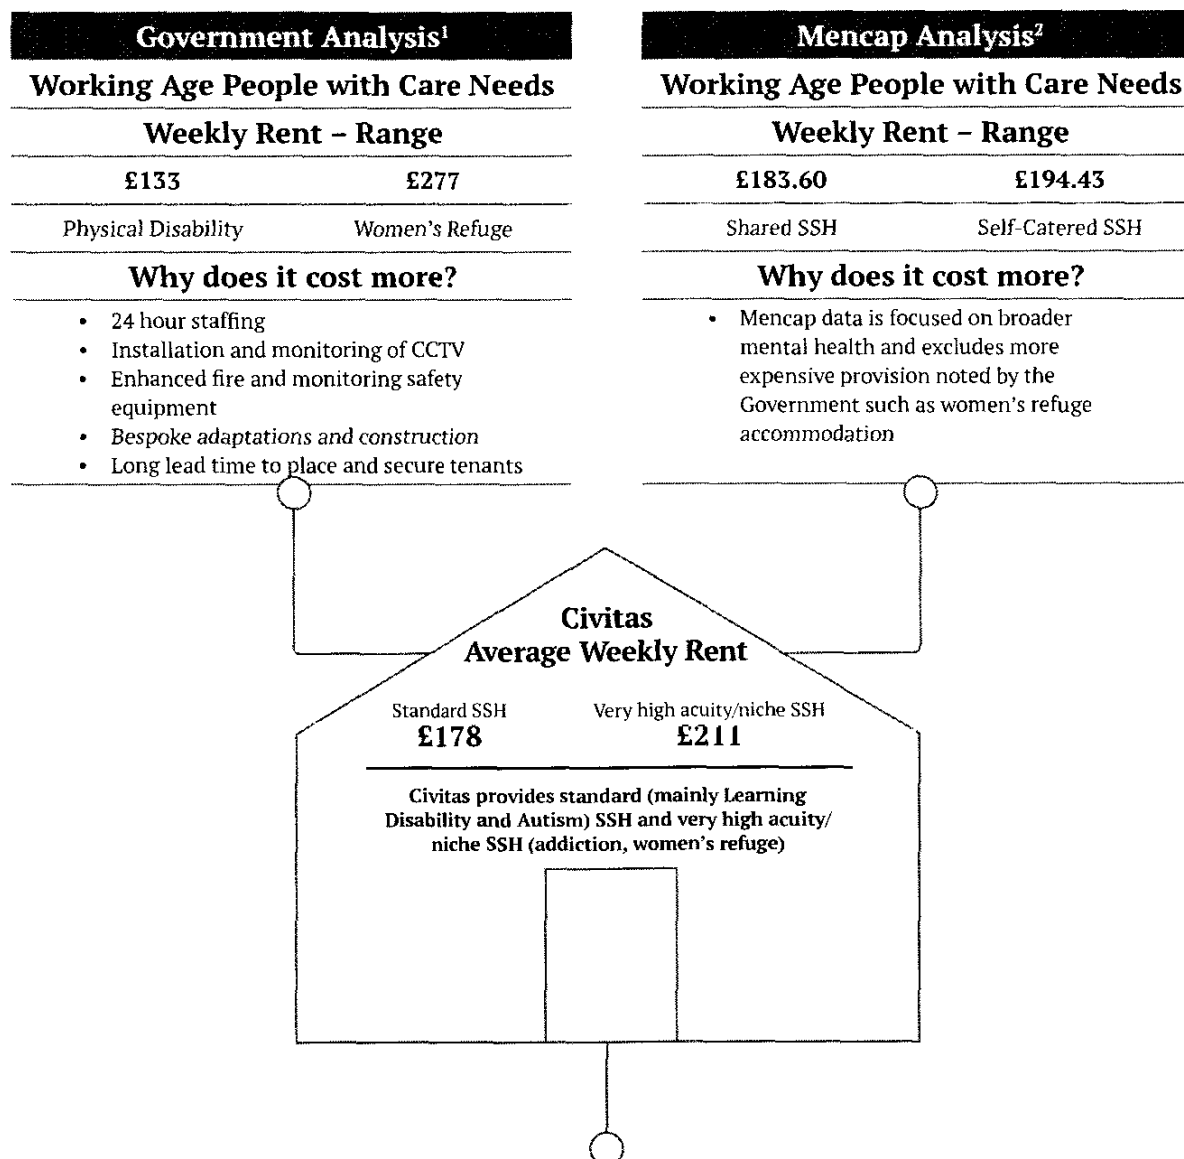 Government Analysis¹
Working Age People with Care Needs
Weekly Rent – Range
£133 £277
Physical Disability Women's Refuge
Why does it cost more?
• 24 hour staffing
• Installation and monitoring of CCTV
• Enhanced fire and monitoring safety
equipment
• Bespoke adaptations and construction
• Long lead time to place and secure tenants
Mencap Analysis²
Working Age People with Care Needs
Weekly Rent – Range
£183.60 £194.43
Shared SSH Self-Catered SSH
Why does it cost more?
• Mencap data is focused on broader
mental health and excludes more
expensive provision noted by the
Government such as women's refuge
accommodation
Civitas
Average Weekly Rent
Standard SSH Very high acuity/niche SSH
£178 £211
Civitas provides standard (mainly Learning
Disability and Autism) SSH and very high acuity/
niche SSH (addiction, women's refuge)